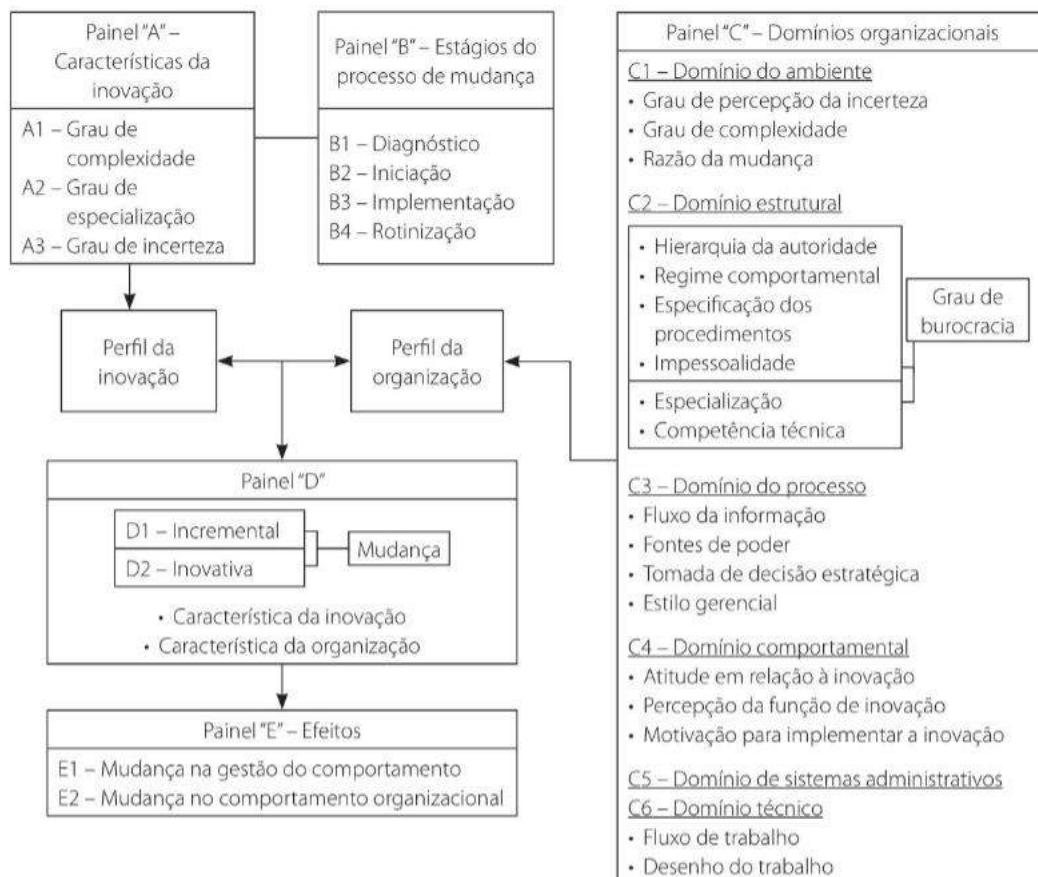 Painel "A" –
Características da
inovação
A1 – Grau de
complexidade
A2 – Grau de
especialização
A3 – Grau de incerteza
Painel "B" – Estágios do
processo de mudança
B1 – Diagnóstico
B2 – Iniciação
B3 – Implementação
B4 – Rotinização
Perfil da
inovação
Perfil da
organização
Painel "D"
D1 – Incremental
D2 – Inovativa
Mudança
• Característica da inovação
• Característica da organização
Painel "E" – Efeitos
E1 – Mudança na gestão do comportamento
E2 – Mudança no comportamento organizacional
Painel "C" – Domínios organizacionais
C1 – Domínio do ambiente
• Grau de percepção da incerteza
• Grau de complexidade
• Razão da mudança
C2 – Domínio estrutural
• Hierarquia da autoridade
• Regime comportamental
• Especificação dos
procedimentos
• Impessoalidade
• Especialização
• Competência técnica
Grau de
burocracia
C3 – Domínio do processo
• Fluxo da informação
• Fontes de poder
• Tomada de decisão estratégica
• Estilo gerencial
C4 – Domínio comportamental
• Atitude em relação à inovação
• Percepção da função de inovação
• Motivação para implementar a inovação
C5 – Domínio de sistemas administrativos
C6 – Domínio técnico
• Fluxo de trabalho
• Desenho do trabalho